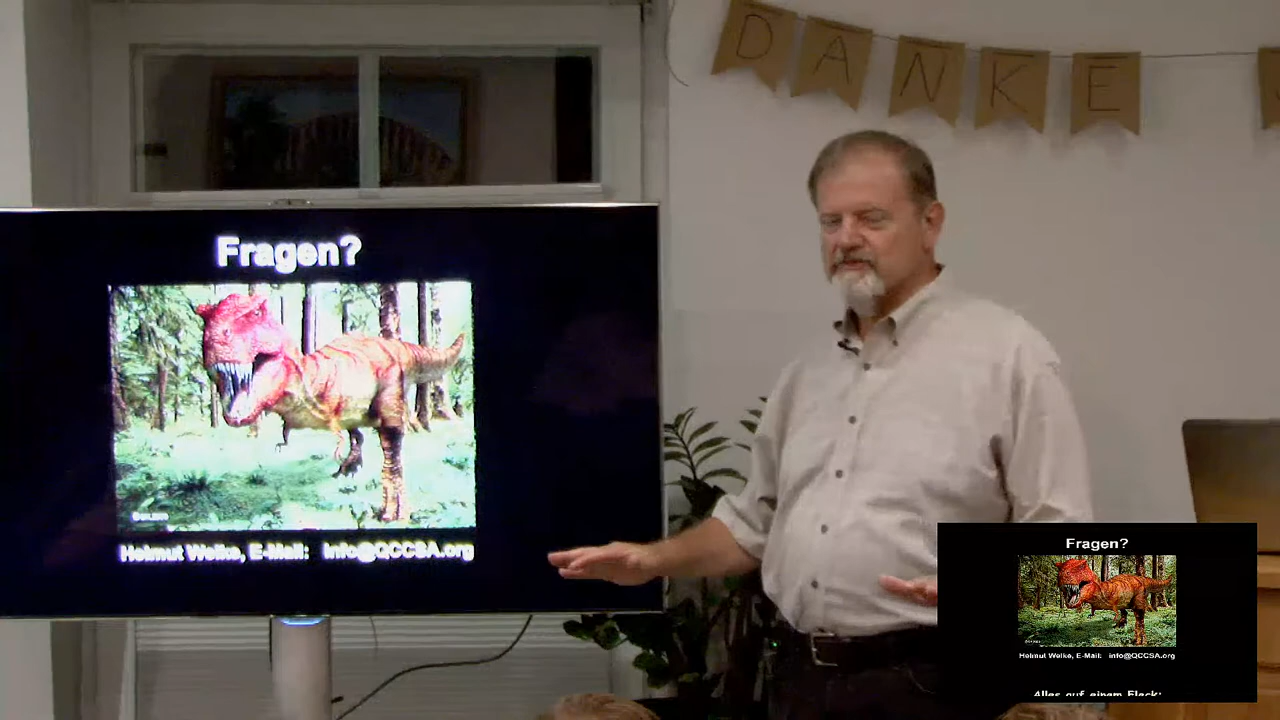 DANKE
Fragen?
Helmut Welke, E-Mail: info@QCCSA.org
Fragen?
Helmut Welke, E-Mail: info@QCCSA.org
Alles auf einem Fleck: